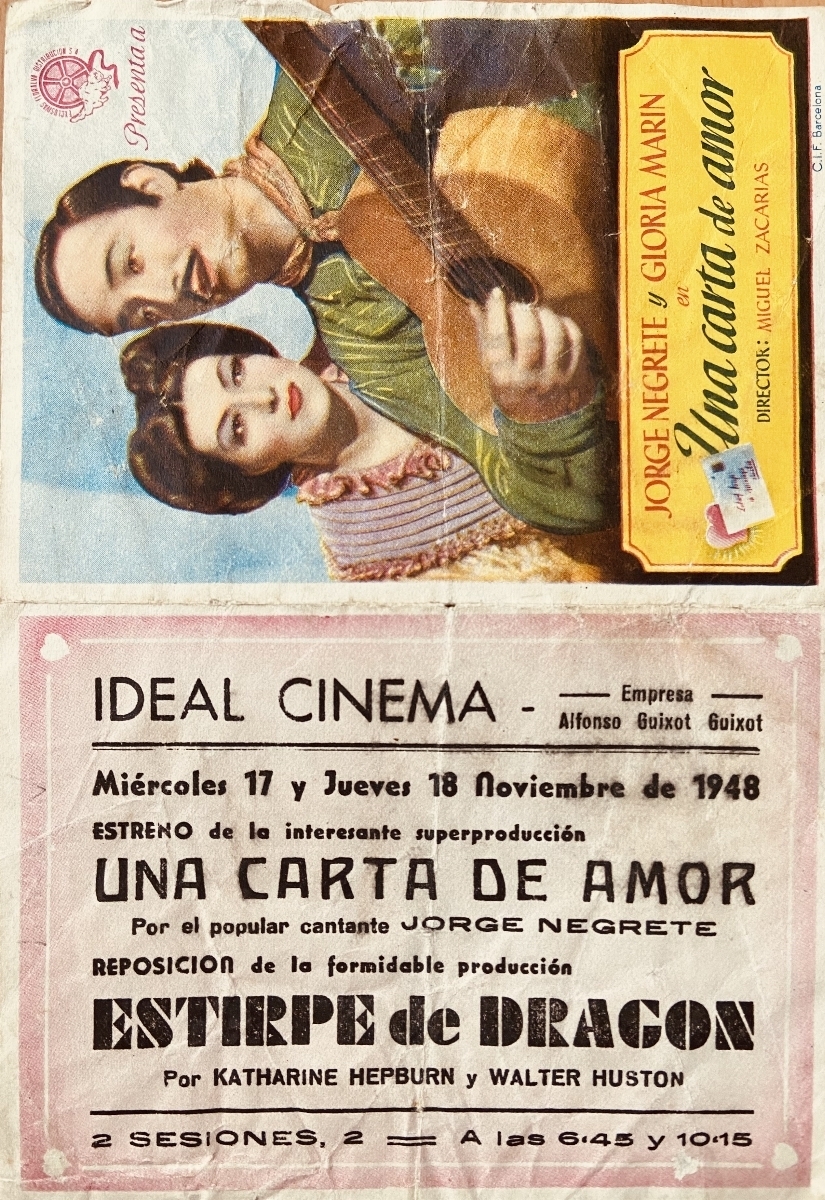 Presenta a
JORGE NEGRETE y GLORIA MARIN
en
Una carta de amor
DIRECTOR: MIGUEL ZACARIAS
C.I.F. Barcelona
IDEAL CINEMA - Empresa
Alfonso Guixot Guixot
Miércoles 17 y Jueves 18 Noviembre de 1948
ESTRENO de la interesante superproducción
UNA CARTA DE AMOR
Por el popular cantante JORGE NEGRETE
REPOSICION de la formidable producción
ESTIRPE de DRAGON
Por KATHARINE HEPBURN y WALTER HUSTON
2 SESIONES, 2 = A las 6·45 y 10·15